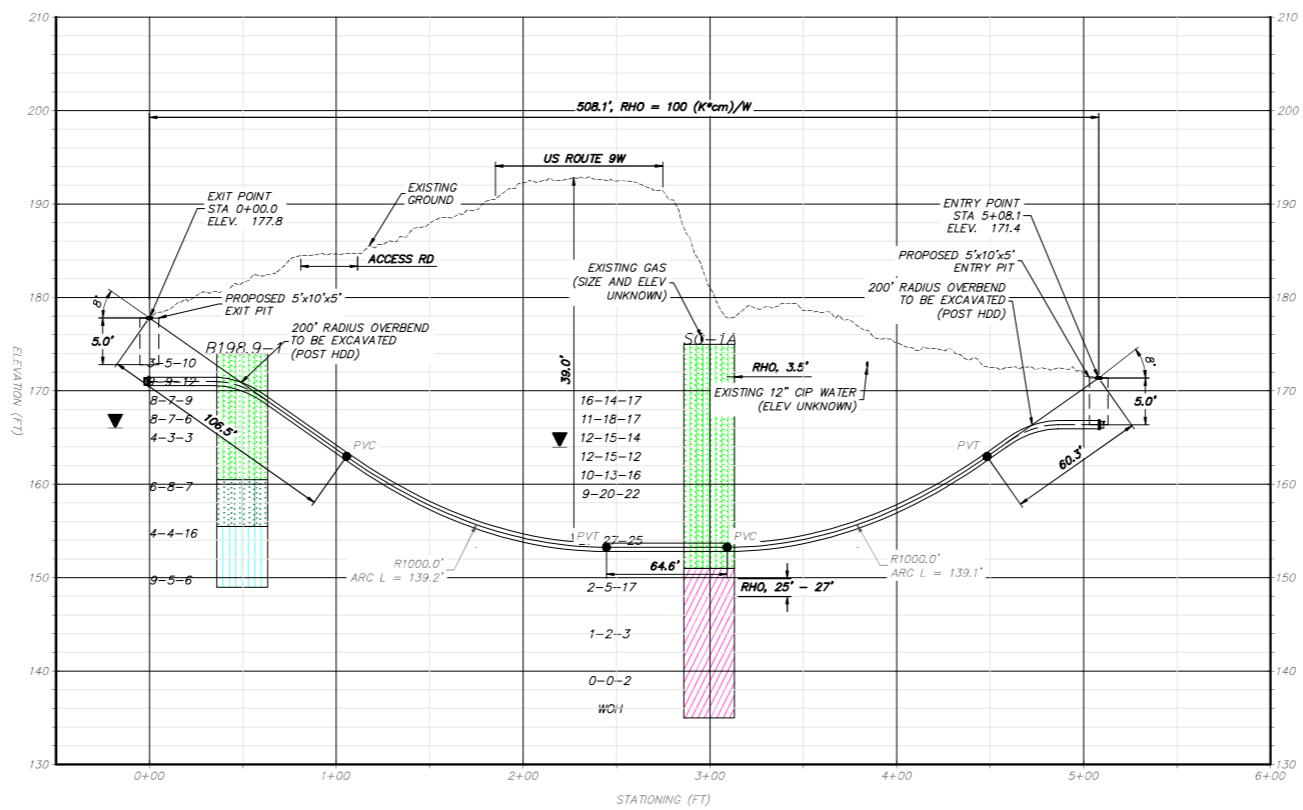 210
210
200
200
190
190
180
180
170
170
160
160
150
150
140
140
130
130
ELEVATION (FT)
508.1', RHO = 100 (K*cm)/W
US ROUTE 9W
EXIT POINT
STA 0+00.0
ELEV. 177.8
EXISTING
GROUND
ACCESS RD
ENTRY POINT
STA 5+08.1
ELEV. 171.4
PROPOSED 5'x10'x5'
ENTRY PIT
200' RADIUS OVERBEND
TO BE EXCAVATED
(POST HDD)
EXISTING GAS
(SIZE AND ELEV
UNKNOWN)
8'
5.0'
PROPOSED 5'x10'x5'
EXIT PIT
200' RADIUS OVERBEND
TO BE EXCAVATED
(POST HDD)
B198.9-1
3-5-10
9-9-12
8-7-9
8-7-6
4-3-3
6-8-7
4-4-16
9-5-6
106.5'
PVC
39.0'
SC-1A
RHO, 3.5'
EXISTING 12" CIP WATER
(ELEV UNKNOWN)
16-14-17
11-18-17
12-15-14
12-15-12
10-13-16
9-20-22
27-25
2-5-17
1-2-3
0-0-2
WOH
8'
5.0'
PVT
60.3'
PVT
PVC
64.6'
R1000.0'
ARC L = 139.2'
R1000.0'
ARC L = 139.1'
RHO, 25' - 27'
0+00
1+00
2+00
3+00
4+00
5+00
6+00
STATIONING (FT)